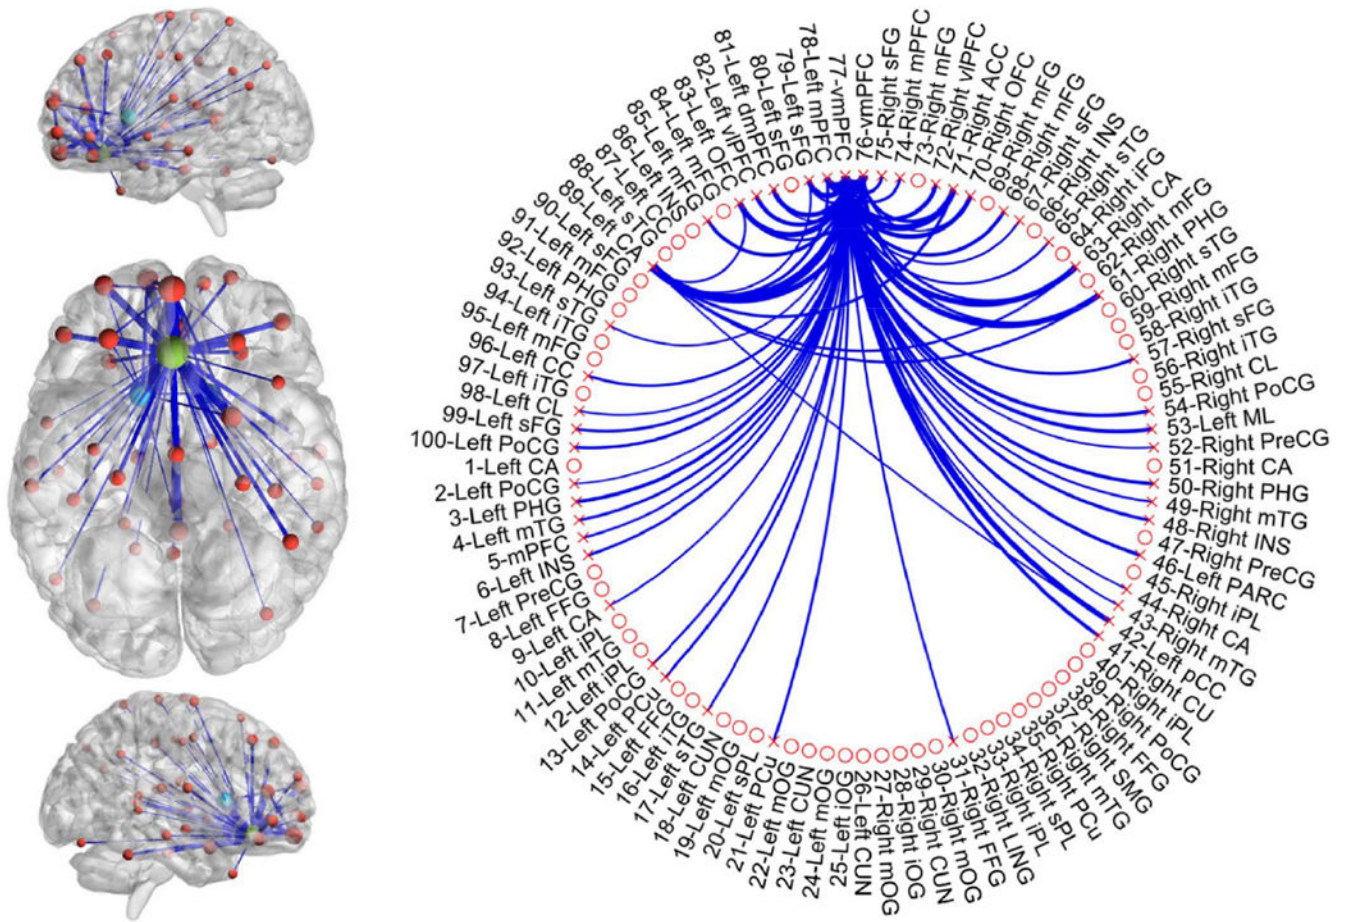 76-vmPFC
75-Right sFG
74-Right mPFC
73-Right mFG
72-Right vlPFC
71-Right ACC
70-Right OFC
69-Right mFG
68-Right mFG
67-Right sFG
66-Right INS
65-Right sTG
64-Right iFG
63-Right CA
62-Right mFG
61-Right PHG
60-Right sTG
59-Right mFG
58-Right iTG
57-Right sFG
56-Right iTG
55-Right CL
54-Right PoCG
53-Left ML
52-Right PreCG
51-Right CA
50-Right PHG
49-Right mTG
48-Right INS
47-Right PreCG
46-Left PARC
45-Right iPL
44-Right CA
43-Right mTG
42-Left pCC
41-Right CU
40-Right iPL
39-Right PoCG
38-Right FFG
37-Right SMG
36-Right mTG
35-Right PCu
34-Right sPL
33-Right iPL
32-Right LING
31-Right FFG
30-Right mOG
29-Right CUN
28-Right iOG
27-Right mOG
26-Left CUN
25-Left iOG
24-Left mOG
23-Left CUN
22-Left mOG
21-Left PCu
20-Left sPL
19-Left mOG
18-Left CUN
17-Left sTG
16-Left iTG
15-Left FFG
14-Left PCu
13-Left PoCG
12-Left iPL
11-Left mTG
10-Left iPL
9-Left CA
8-Left FFG
7-Left PreCG
6-Left INS
5-mPFC
4-Left mTG
3-Left PHG
2-Left PoCG
1-Left CA
100-Left PoCG
99-Left sFG
98-Left CL
97-Left iTG
96-Left CC
95-Left mFG
94-Left iTG
93-Left sTG
92-Left PHG
91-Left mFG
90-Left sFG
89-Left CA
88-Left sTG
87-Left CC
86-Left INS
85-Left mFG
84-Left mFG
83-Left OFC
82-Left vlPFC
81-Left dmPFC
80-Left sFG
79-Left sFG
78-Left mPFC
77-vmPFC